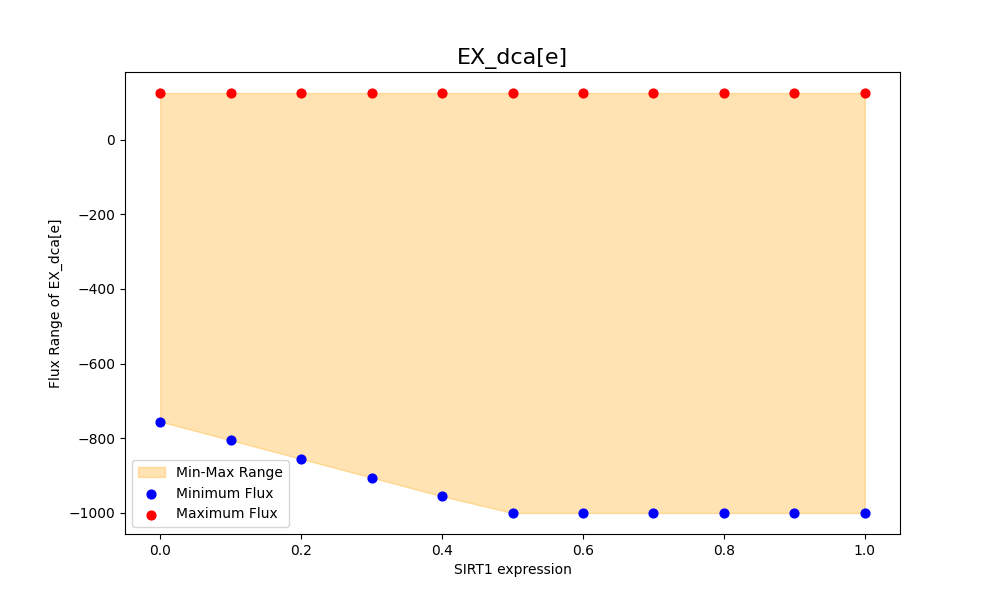 EX_dca[e]
Flux Range of EX_dca[e]
0
−200
−400
−600
−800
−1000
Min-Max Range
Minimum Flux
Maximum Flux
0.0 0.2 0.4 0.6 0.8 1.0
SIRT1 expression